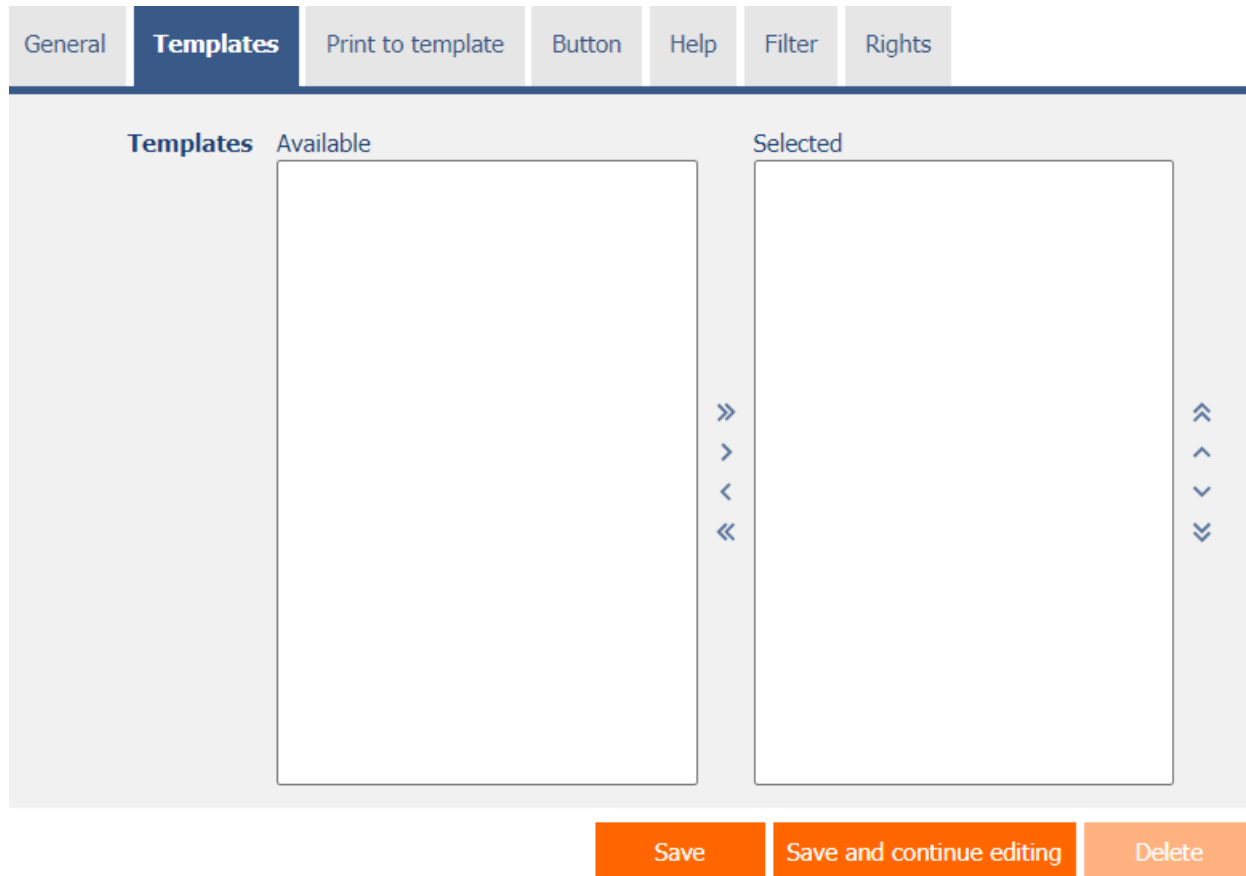 General Templates Print to template Button Help Filter Rights
Templates Available Selected
Save Save and continue editing Delete